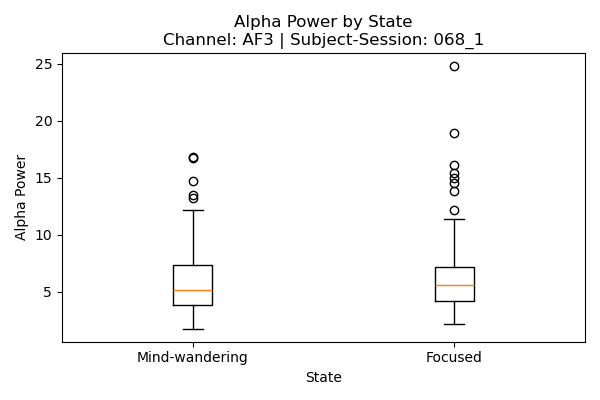 Alpha Power by State
Channel: AF3 | Subject-Session: 068_1
25
20
15
10
5
Alpha Power
Mind-wandering
Focused
State